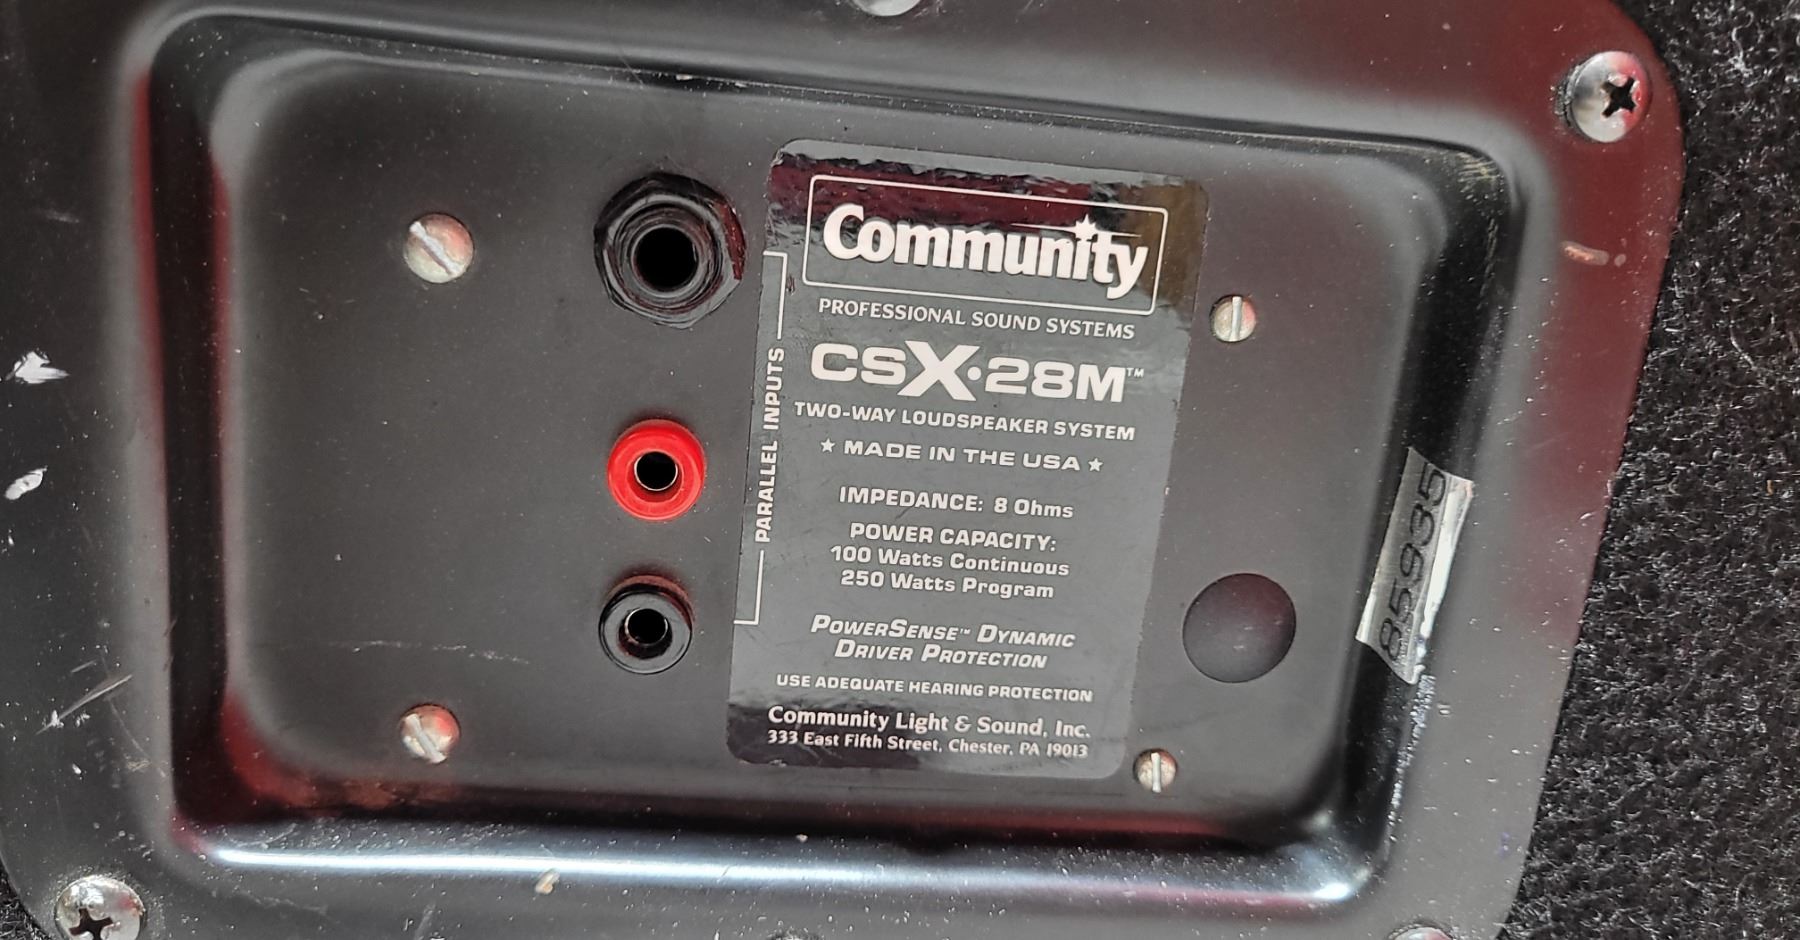 Community
PROFESSIONAL SOUND SYSTEMS
CSX·28M™
TWO-WAY LOUDSPEAKER SYSTEM
★ MADE IN THE USA ★
IMPEDANCE: 8 Ohms
POWER CAPACITY:
100 Watts Continuous
250 Watts Program
POWERSENSE™ DYNAMIC
DRIVER PROTECTION
USE ADEQUATE HEARING PROTECTION
Community Light & Sound, Inc.
333 East Fifth Street, Chester, PA 19013
PARALLEL INPUTS
859935